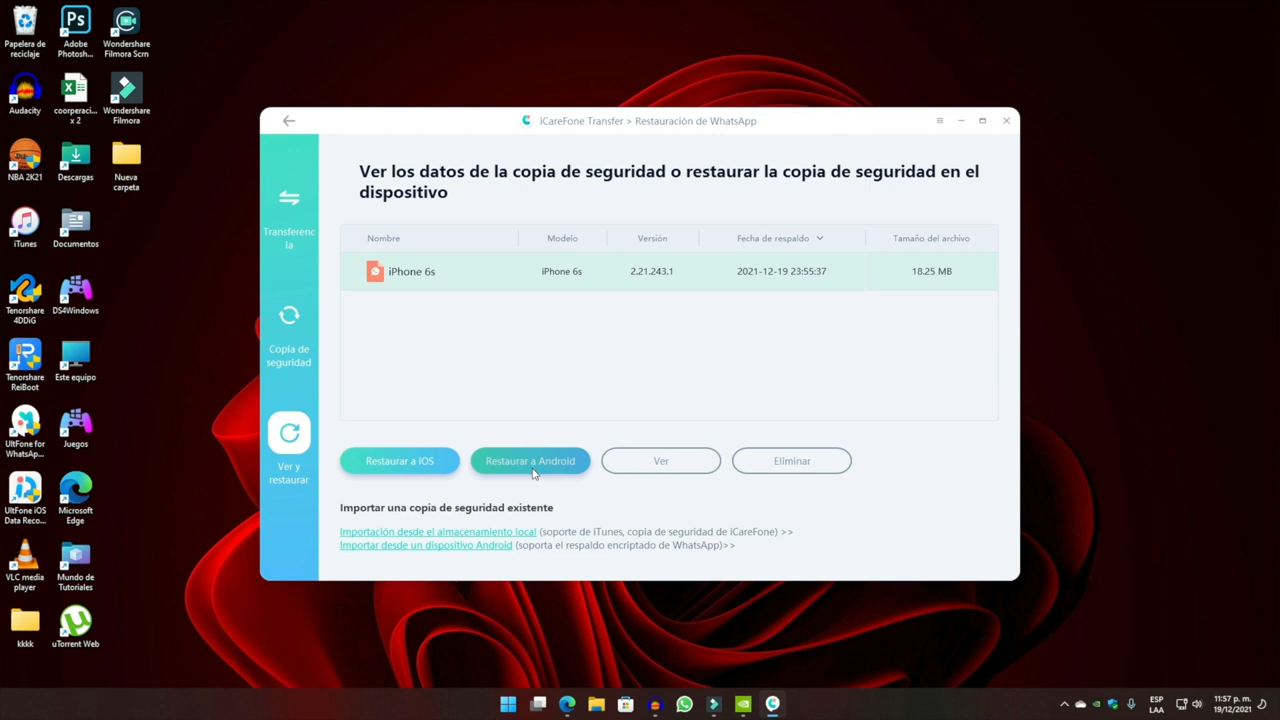 Papelera de
reciclaje
Adobe
Photosh...
Wondershare
Filmora Scrn
Audacity
coorperaci...
x 2
Wondershare
Filmora
NBA 2K21
Descargas
Nueva
carpeta
iTunes
Documentos
Tenorshare
4DDiG
DS4Windows
Tenorshare
ReiBoot
Este equipo
UltFone for
WhatsAp...
Juegos
UltFone iOS
Data Reco...
Microsoft
Edge
VLC media
player
Mundo de
Tutoriales
kkkk
uTorrent Web
iCareFone Transfer > Restauración de WhatsApp
Transferenc
ia
Copia de
seguridad
Ver y
restaurar
Ver los datos de la copia de seguridad o restaurar la copia de seguridad en el
dispositivo
Nombre Modelo Versión Fecha de respaldo Tamaño del archivo
iPhone 6s iPhone 6s 2.21.243.1 2021-12-19 23:55:37 18.25 MB
Restaurar a iOS Restaurar a Android Ver Eliminar
Importar una copia de seguridad existente
Importación desde el almacenamiento local (soporte de iTunes, copia de seguridad de iCareFone) >>
Importar desde un dispositivo Android (soporta el respaldo encriptado de WhatsApp)>>
ESP
LAA
11:57 p. m.
19/12/2021